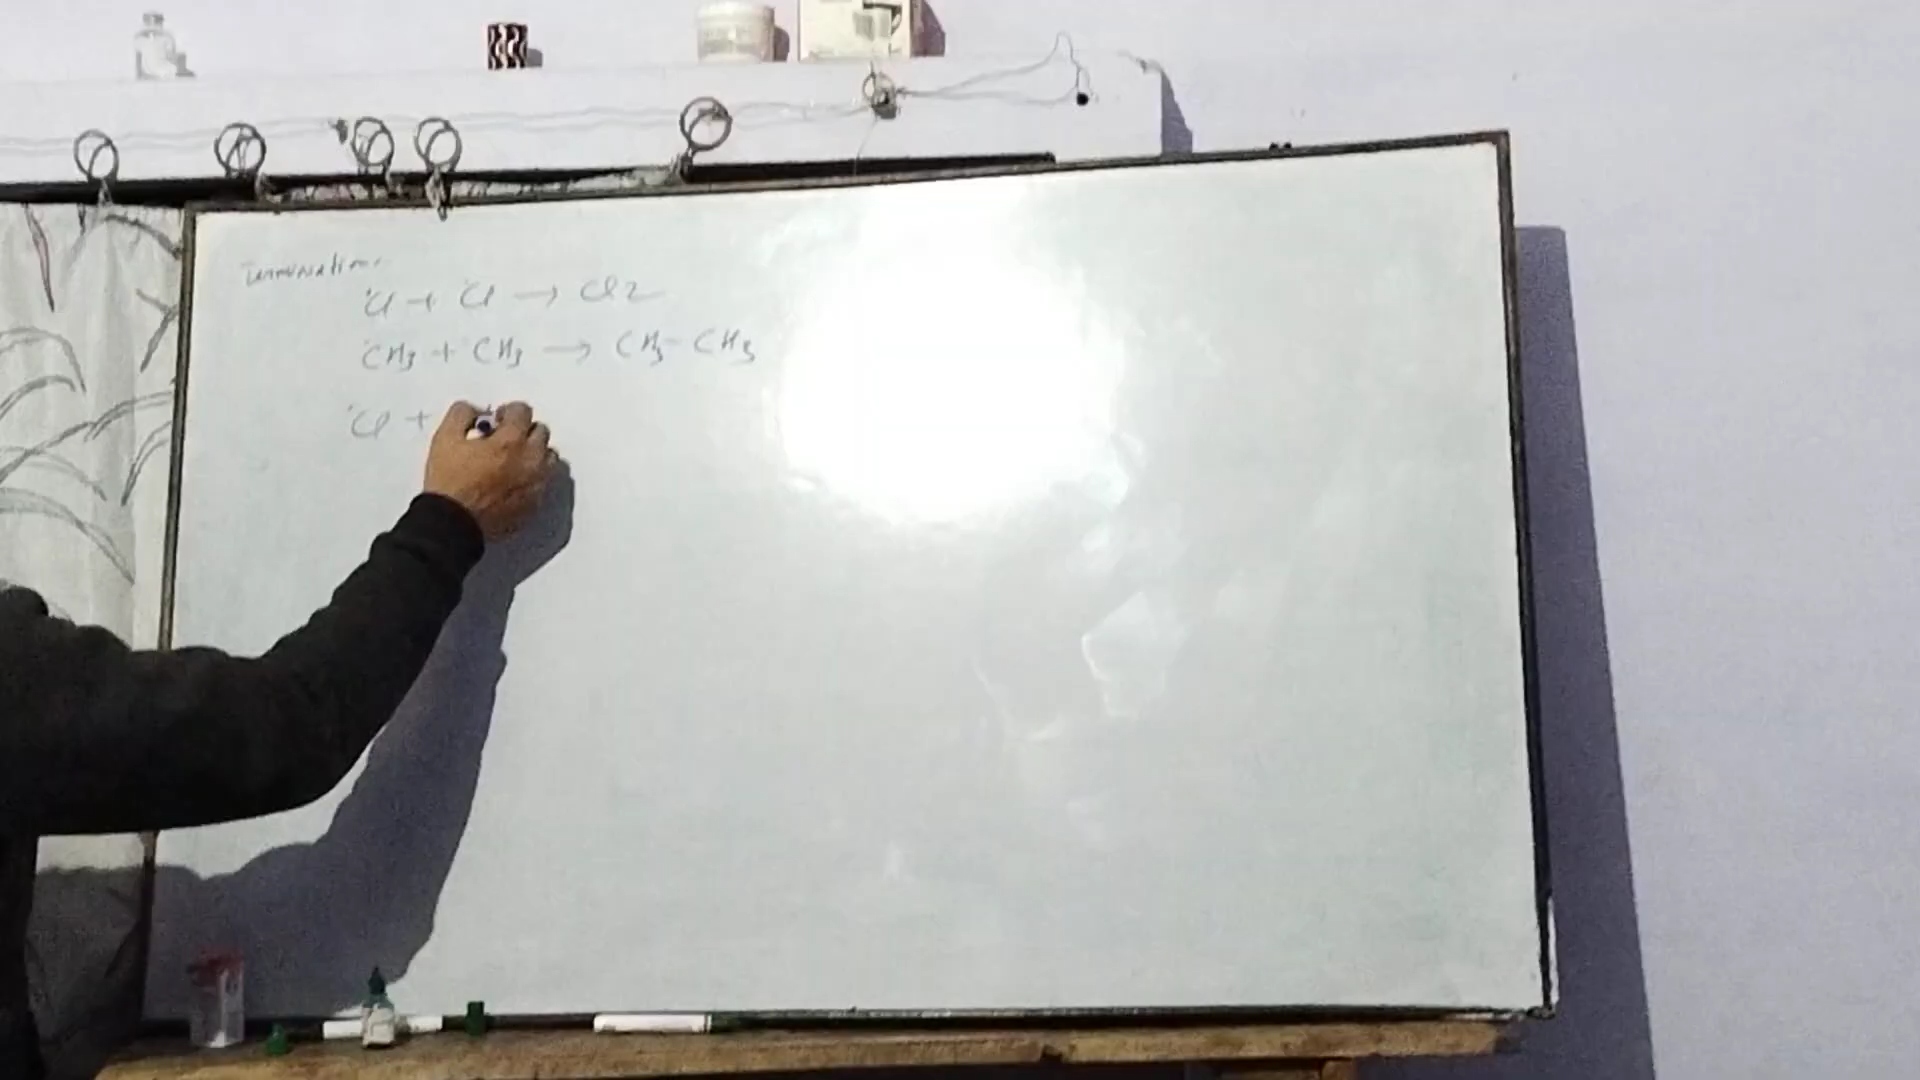 Termination
·Cl + ·Cl → Cl2
·CH3 + ·CH3 → CH3 - CH3
·Cl +